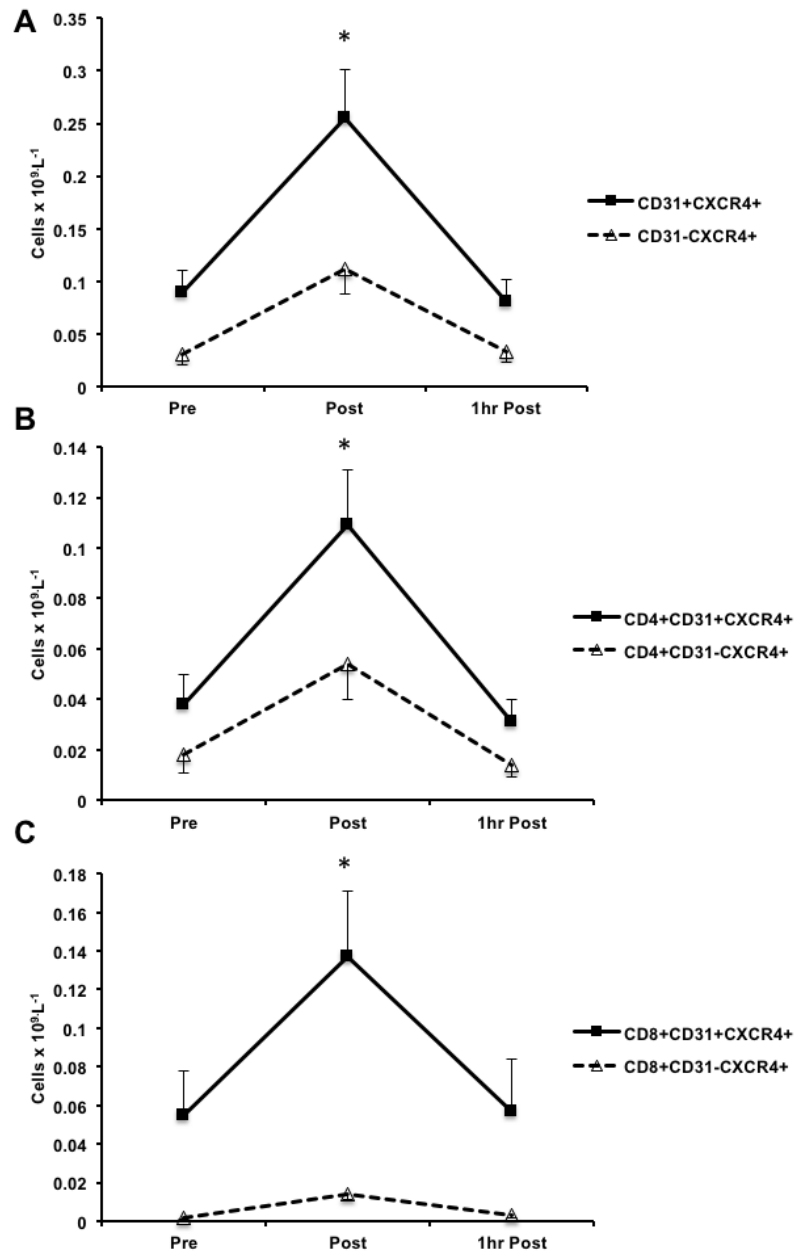 A
0.35
*
0.3
0.25
0.2
0.15
0.1
0.05
0
Cells x 10⁹·L⁻¹
CD31+CXCR4+
CD31-CXCR4+
Pre Post 1hr Post
B
0.14
*
0.12
0.1
0.08
0.06
0.04
0.02
0
Cells x 10⁹·L⁻¹
CD4+CD31+CXCR4+
CD4+CD31-CXCR4+
Pre Post 1hr Post
C
0.18
*
0.16
0.14
0.12
0.1
0.08
0.06
0.04
0.02
0
Cells x 10⁹·L⁻¹
CD8+CD31+CXCR4+
CD8+CD31-CXCR4+
Pre Post 1hr Post